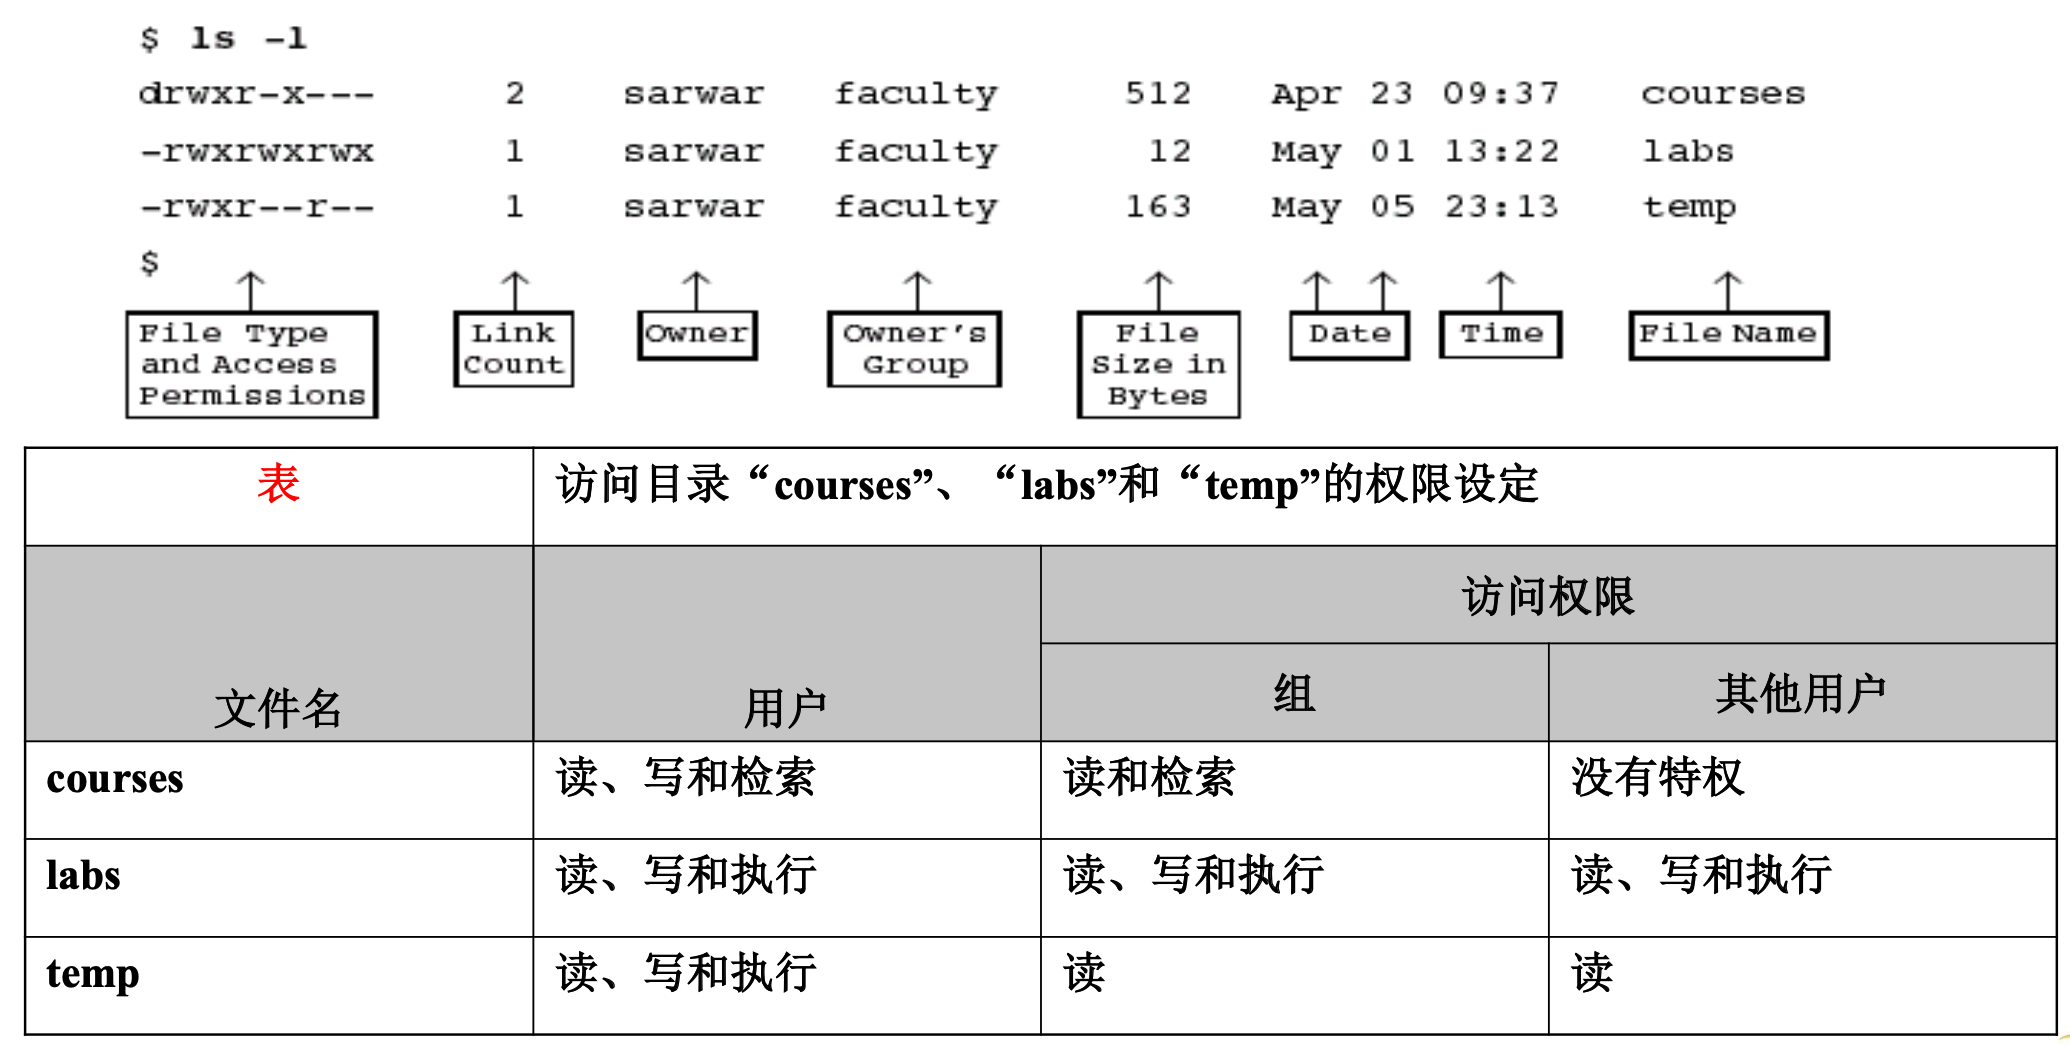 $ ls -l
drwxr-x--- 2 sarwar faculty 512 Apr 23 09:37 courses
-rwxrwxrwx 1 sarwar faculty 12 May 01 13:22 labs
-rwxr--r-- 1 sarwar faculty 163 May 05 23:13 temp
$
File Type and Access Permissions
Link Count
Owner
Owner's Group
File Size in Bytes
Date
Time
File Name
表 访问目录“courses”、“labs”和“temp”的权限设定
文件名 用户 访问权限
组 其他用户
courses 读、写和检索 读和检索 没有特权
labs 读、写和执行 读、写和执行 读、写和执行
temp 读、写和执行 读 读